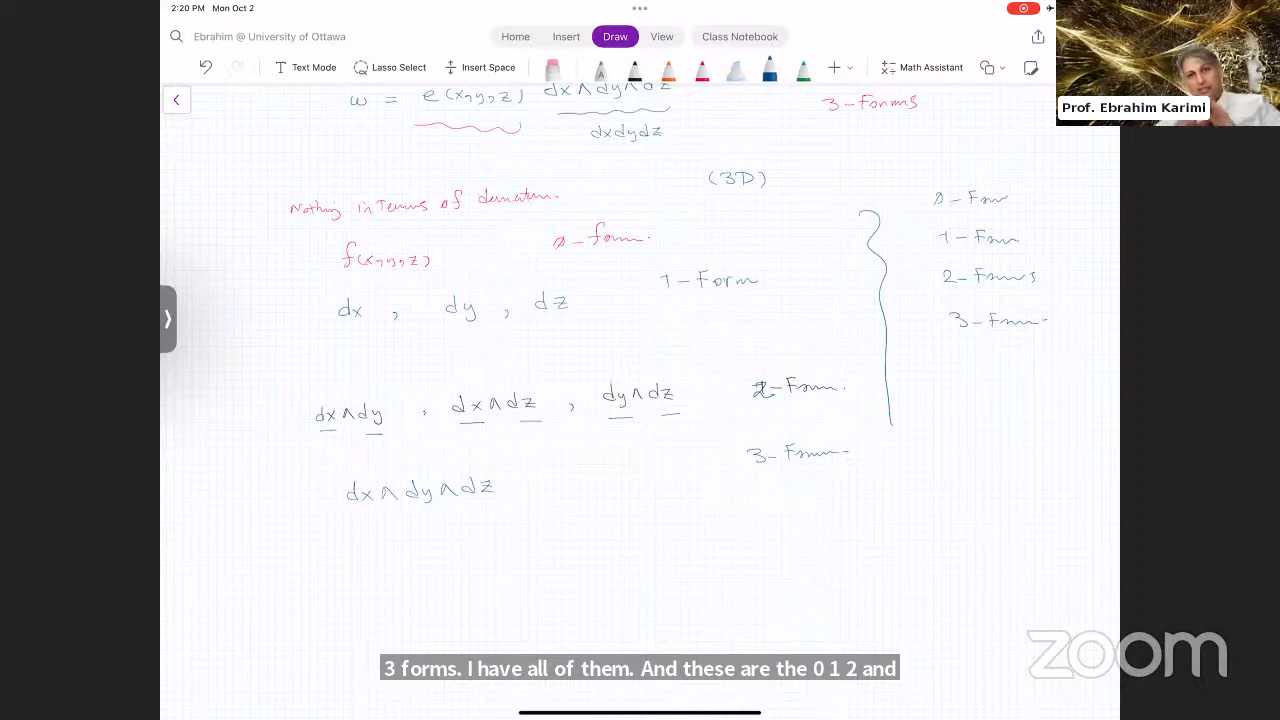 2:20 PM Mon Oct 2
Ebrahim @ University of Ottawa
Home Insert Draw View Class Notebook
Text Mode Lasso Select Insert Space Math Assistant
ω = e(x,y,z) dx∧dy∧dz
3-Forms
dxdydz
Prof. Ebrahim Karimi
(3D)
Nothing in Terms of
f(x,y,z) 0-form.
dx , dy , dz 1-Form
dx∧dy , dx∧dz , dy∧dz 2-Form.
dx∧dy∧dz 3-Form
0-Form
1-Form
2-Forms
3-Form
zoom
3 forms. I have all of them. And these are the 0 1 2 and